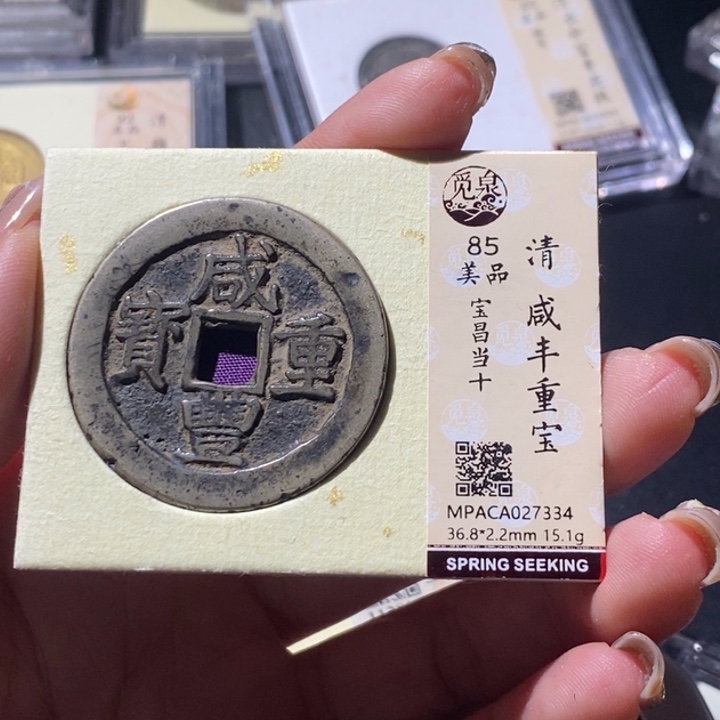 咸豐重寶
觅泉
85
美品
宝昌当十
清 咸丰重宝
MPACA027334
36.8*2.2mm 15.1g
SPRING SEEKING